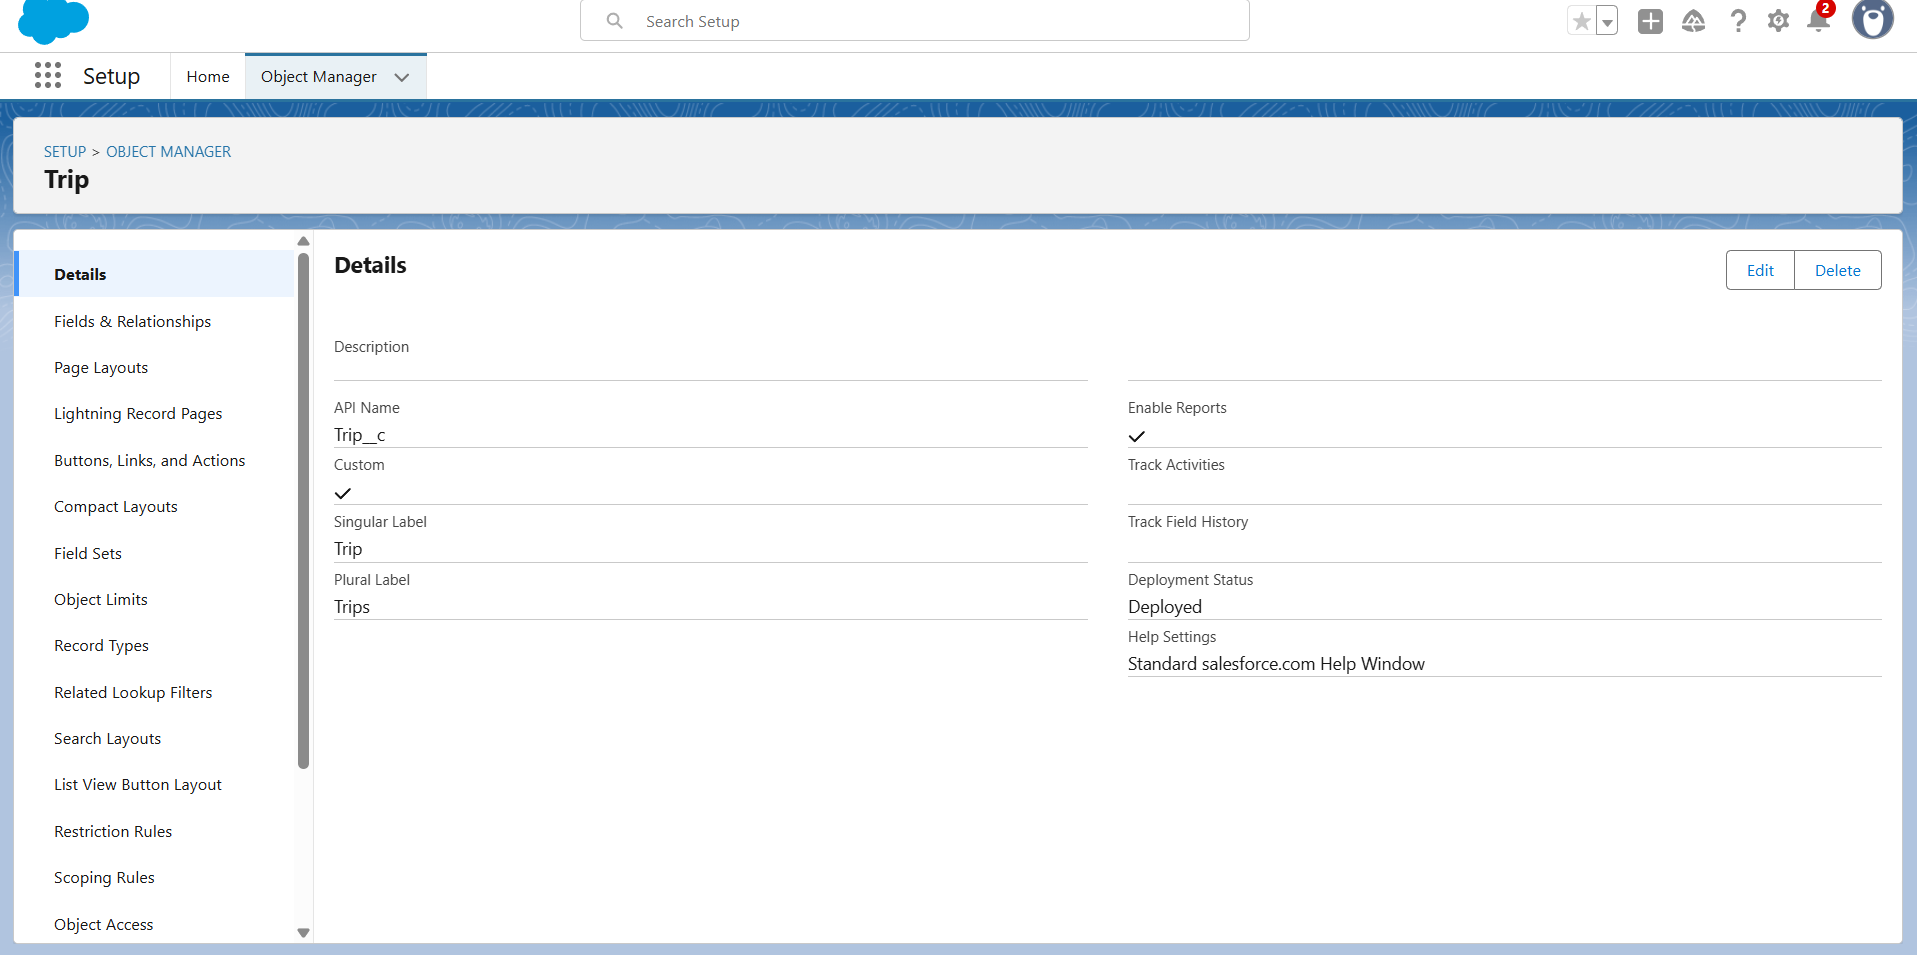 Search Setup
2
Setup
Home
Object Manager
SETUP > OBJECT MANAGER
Trip
Details
Fields & Relationships
Page Layouts
Lightning Record Pages
Buttons, Links, and Actions
Compact Layouts
Field Sets
Object Limits
Record Types
Related Lookup Filters
Search Layouts
List View Button Layout
Restriction Rules
Scoping Rules
Object Access
Details
Edit
Delete
Description
API Name
Trip__c
Custom
Singular Label
Trip
Plural Label
Trips
Enable Reports
Track Activities
Track Field History
Deployment Status
Deployed
Help Settings
Standard salesforce.com Help Window